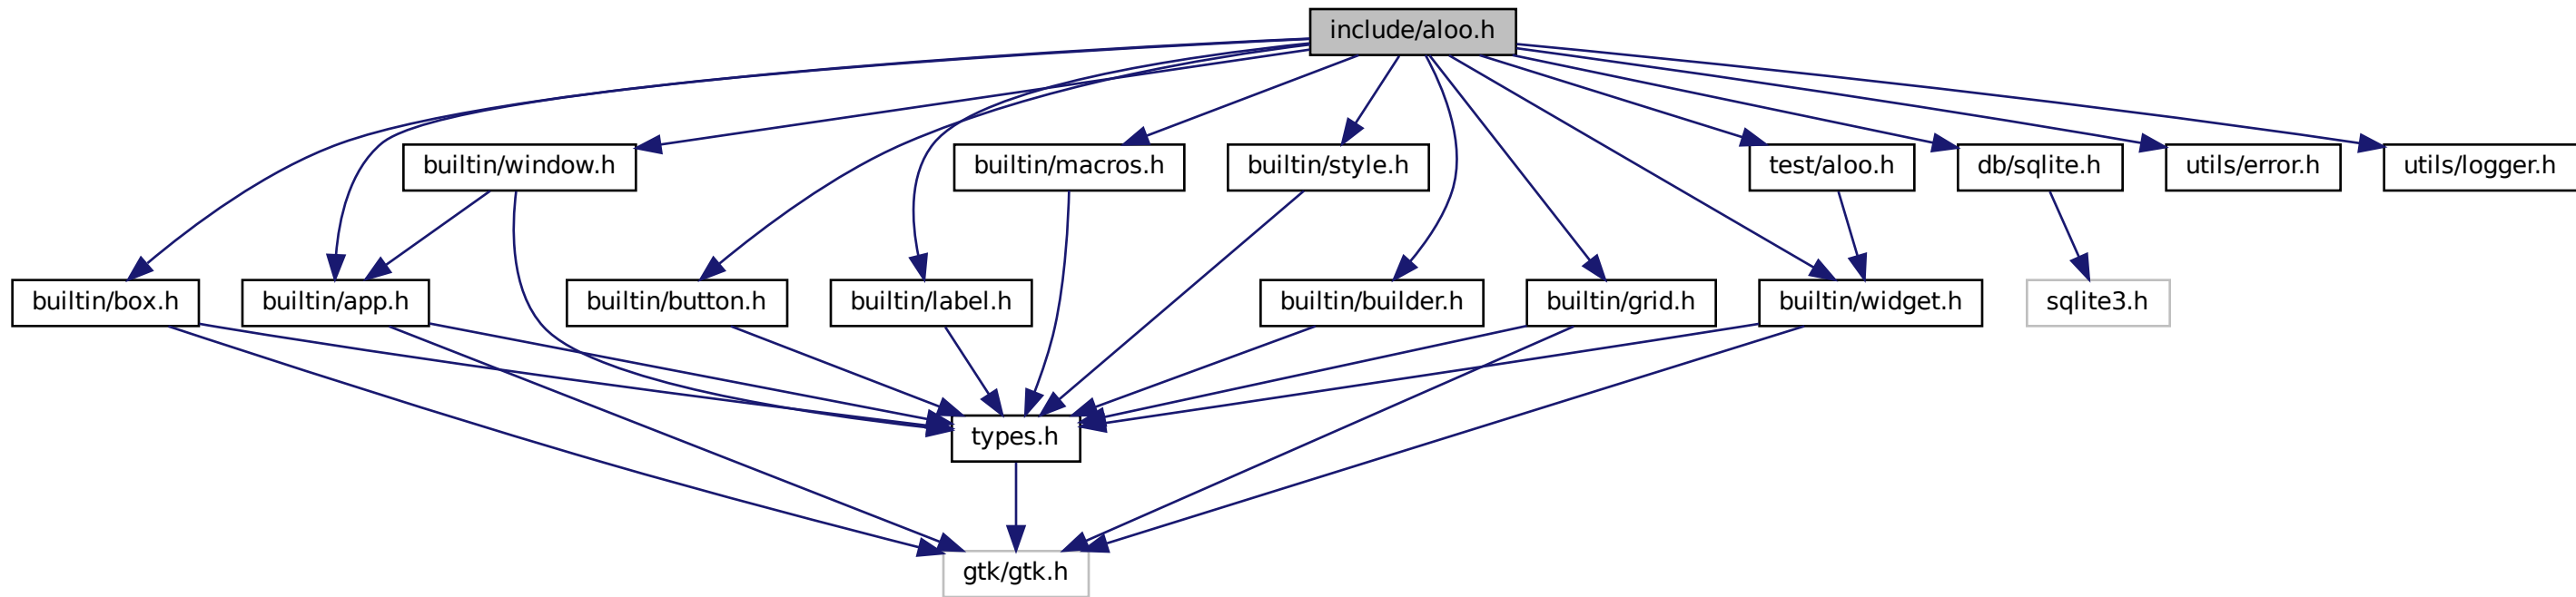 include/aloo.h
builtin/window.h
builtin/macros.h
builtin/style.h
test/aloo.h
db/sqlite.h
utils/error.h
utils/logger.h
builtin/box.h
builtin/app.h
builtin/button.h
builtin/label.h
builtin/builder.h
builtin/grid.h
builtin/widget.h
sqlite3.h
types.h
gtk/gtk.h